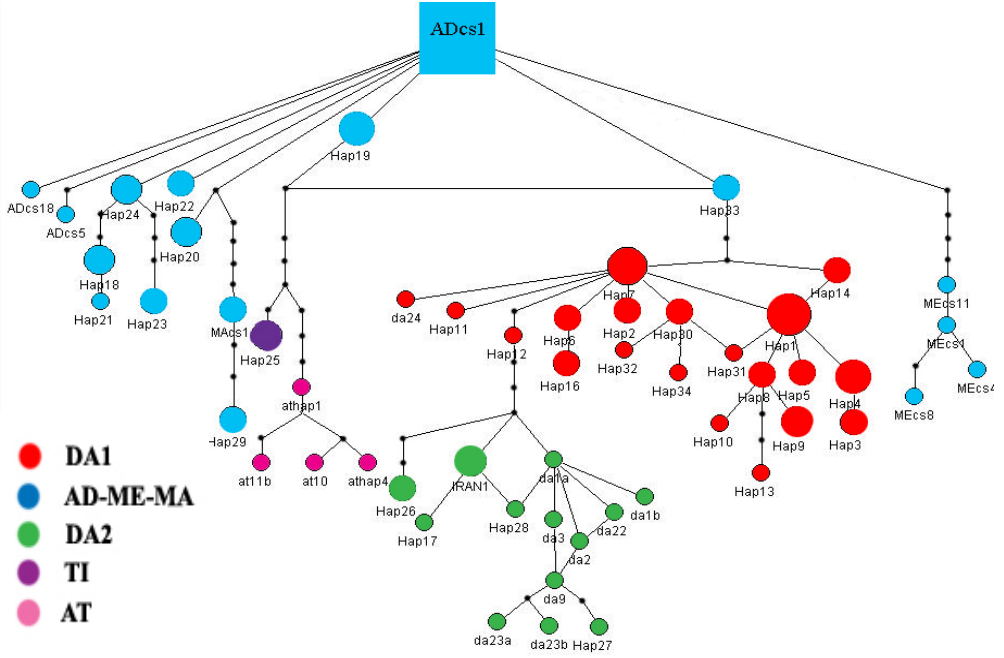 ADcs1
Hap19
ADcs18
ADcs5
Hap24
Hap22
Hap33
Hap20
Hap18
Hap21
Hap23
MAcs1
Hap25
Hap29
athap1
at11b
at10
athap4
Hap7
Hap14
da24
Hap11
Hap12
Hap6
Hap2
Hap30
Hap1
Hap16
Hap32
Hap34
Hap31
Hap8
Hap5
Hap4
Hap10
Hap9
Hap3
Hap13
MEcs11
MEcs1
MEcs4
MEcs8
IRAN1
da1a
Hap26
Hap17
Hap28
da3
da22
da1b
da2
da9
da23a
da23b
Hap27
DA1
AD-ME-MA
DA2
TI
AT